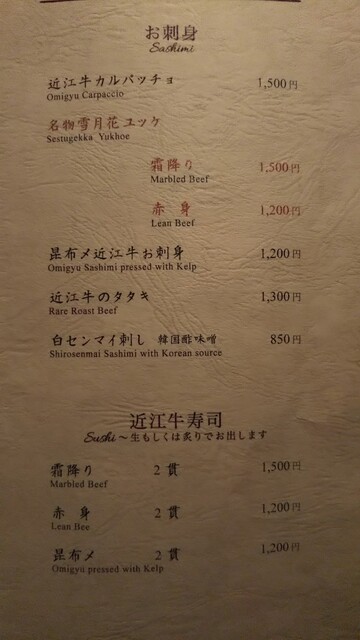 お刺身
Sashimi
近江牛カルパッチョ 1,500円
Omigyu Carpaccio
名物雪月花ユッケ
Sestugekka Yukhoe
霜降り 1,500円
Marbled Beef
赤 身 1,200円
Lean Beef
昆布〆近江牛お刺身 1,200円
Omigyu Sashimi pressed with Kelp
近江牛のタタキ 1,300円
Rare Roast Beef
白センマイ刺し 韓国酢味噌 850円
Shirosenmai Sashimi with Korean source
近江牛寿司
Sushi ~生もしくは炙りでお出します
霜降り 2貫 1,500円
Marbled Beef
赤 身 2貫 1,200円
Lean Bee
昆布〆 2貫 1,200円
Omigyu pressed with Kelp